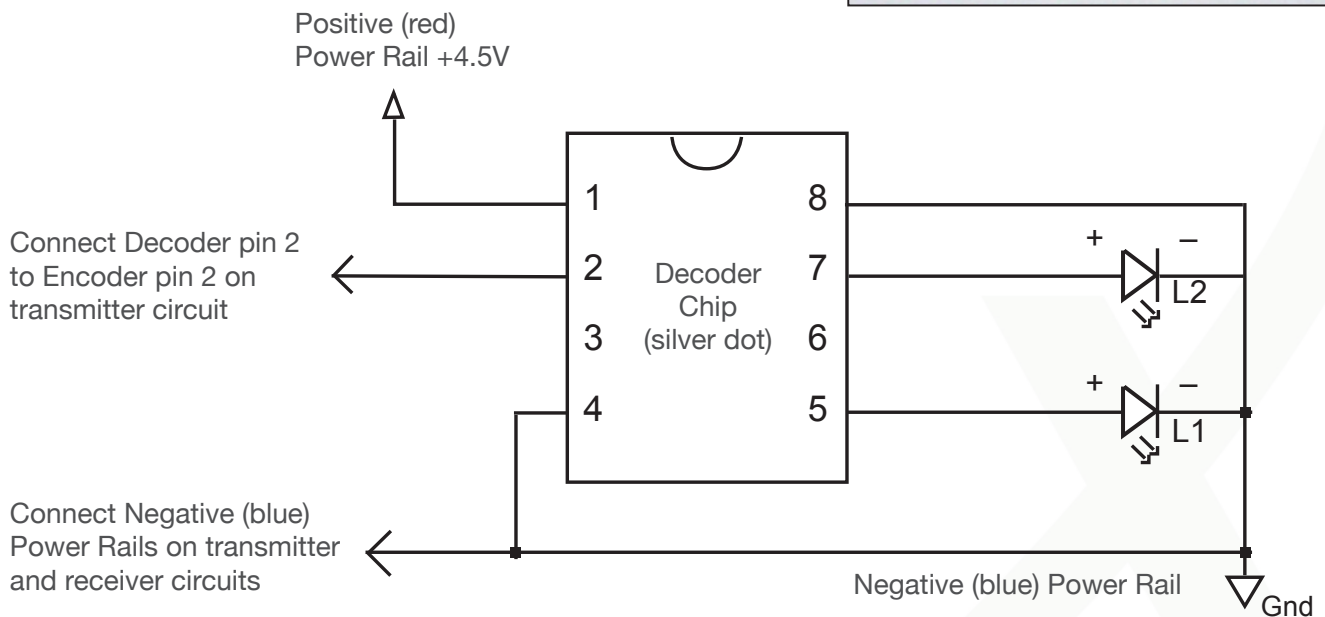 Positive (red)
Power Rail +4.5V
Connect Decoder pin 2
to Encoder pin 2 on
transmitter circuit
1
2
3
4
Decoder
Chip
(silver dot)
8
7
6
5
+ –
L2
+ –
L1
Connect Negative (blue)
Power Rails on transmitter
and receiver circuits
Negative (blue) Power Rail
Gnd